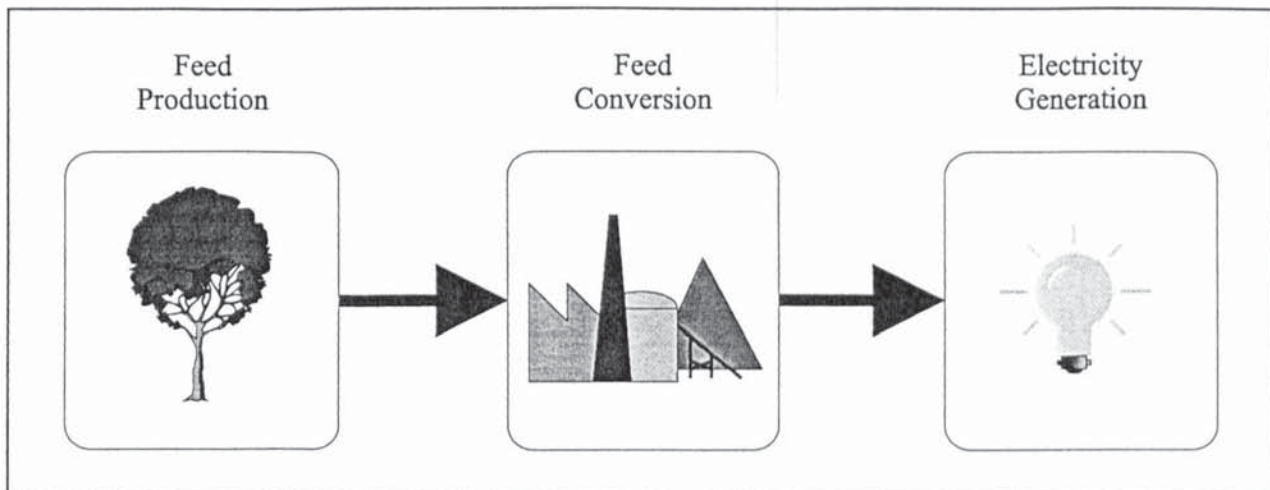 Feed
Production
Feed
Conversion
Electricity
Generation